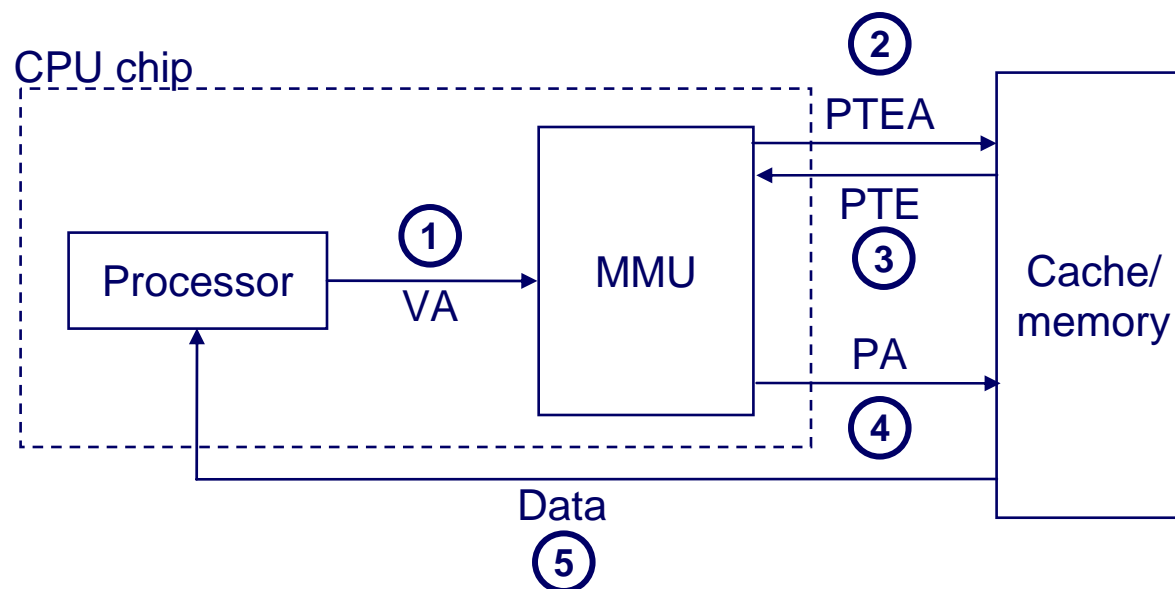 2
CPU chip
PTEA
PTE
1
3
Processor
MMU
Cache/
memory
VA
PA
4
Data
5